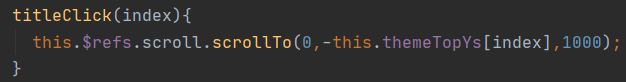 titleClick(index){
this.$refs.scroll.scrollTo(0,-this.themeTopYs[index],1000);
}